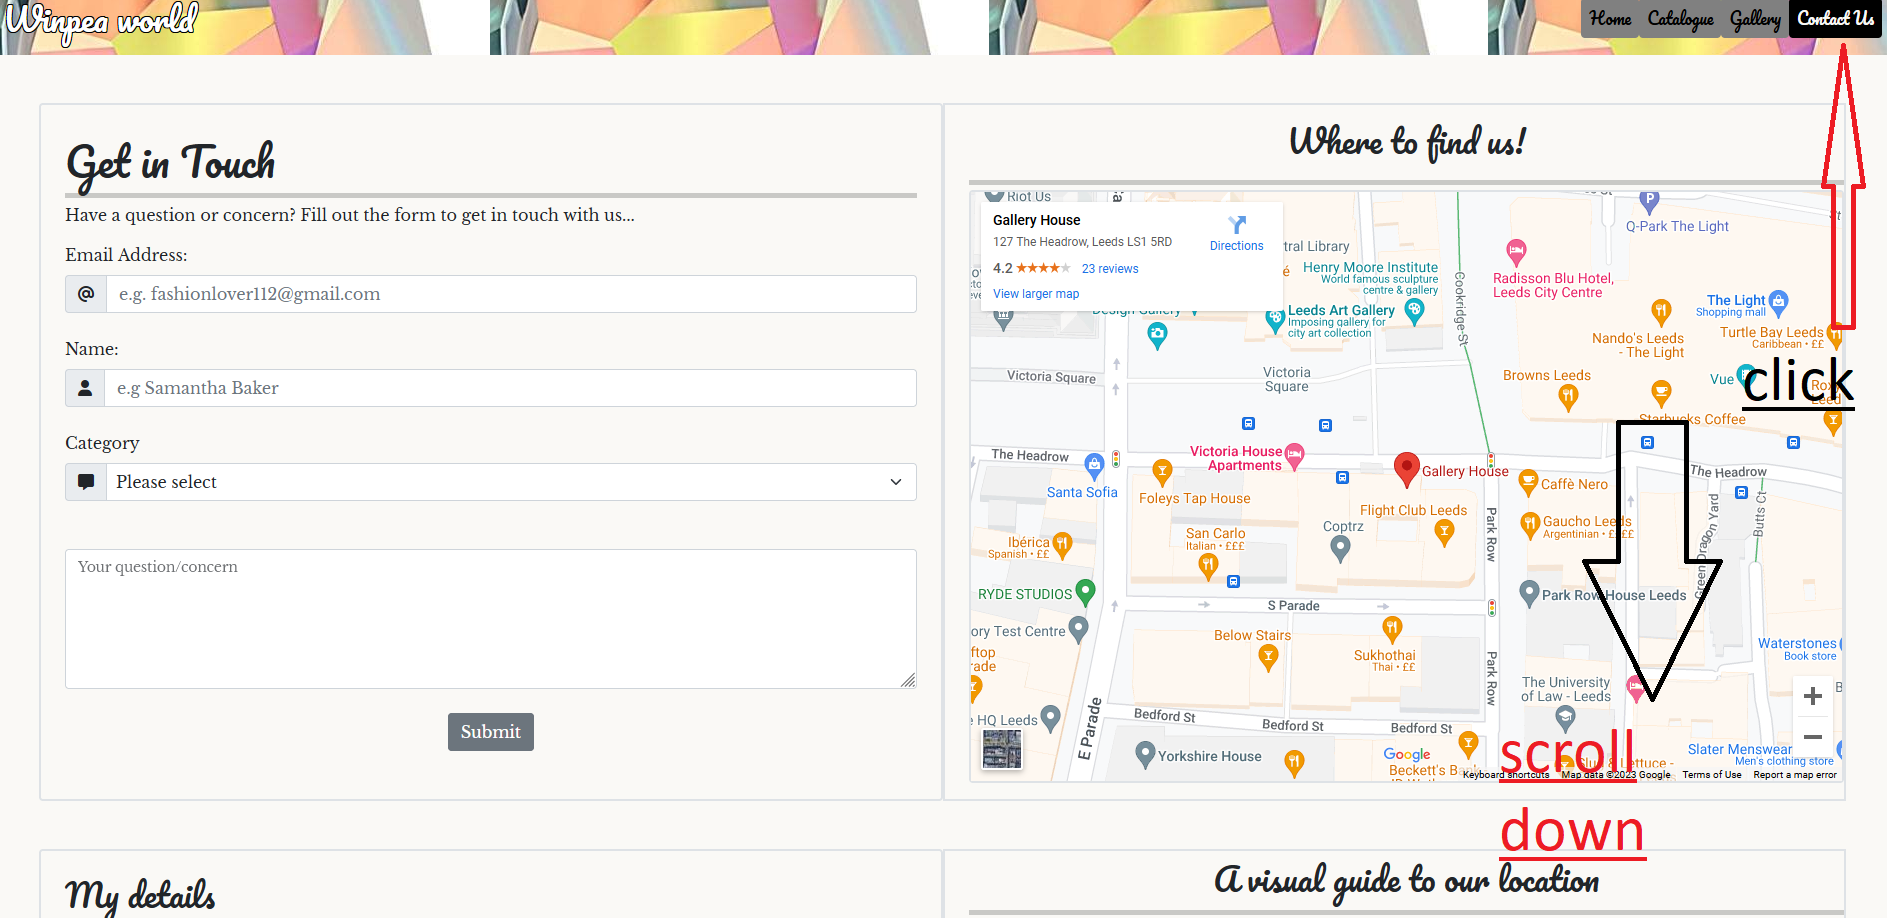 Winpea world
Home Catalogue Gallery Contact Us
Get in Touch
Have a question or concern? Fill out the form to get in touch with us...
Email Address:
@ e.g. fashionlover112@gmail.com
Name:
e.g Samantha Baker
Category
Please select
Your question/concern
Submit
Where to find us!
Riot Us
Gallery House
127 The Headrow, Leeds LS1 5RD
4.2 23 reviews
View larger map
Directions
tral Library
Henry Moore Institute
World famous sculpture
centre & gallery
Leeds Art Gallery
Imposing gallery for
city art collection
Design Gallery
Cookridge St
Q-Park The Light
Radisson Blu Hotel,
Leeds City Centre
The Light
Shopping mall
Nando's Leeds
- The Light
Turtle Bay Leeds
Caribbean • ££
Browns Leeds
Vue
click
Starbucks Coffee
Victoria Square
Victoria
Square
The Headrow
Victoria House
Apartments
Gallery House
The Headrow
Santa Sofia
Foleys Tap House
Caffè Nero
Flight Club Leeds
Gaucho Leeds
Argentinian • ££££
San Carlo
Italian • £££
Coptrz
Park Row
Green Dragon Yard
Butts Ct
Ibérica
Spanish • ££
RYDE STUDIOS
S Parade
Park Row House Leeds
ory Test Centre
Below Stairs
Sukhothai
Thai • ££
Park Row
Waterstones
Book store
The University
of Law - Leeds
HQ Leeds
E Parade
Bedford St
Bedford St
Bedford St
Yorkshire House
Google
Beckett's
Slater Menswear
Men's clothing store
Keyboard shortcuts Map data ©2023 Google Terms of Use Report a map error
scroll
down
My details
A visual guide to our location